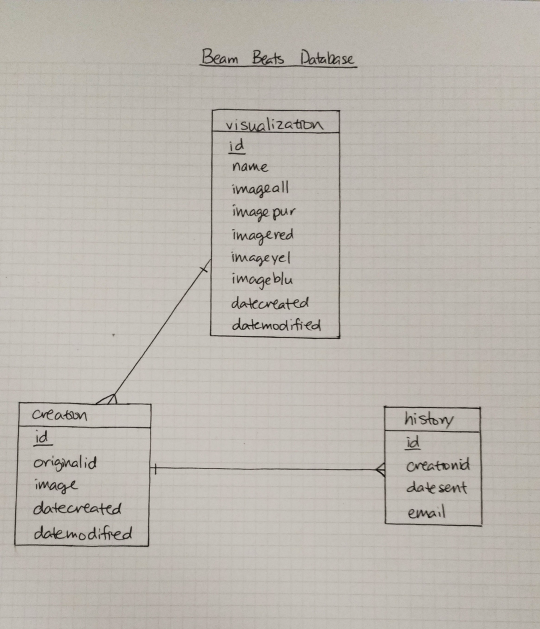 Beam Beats Database
visualization
id
name
imageall
imagepur
imagered
imageyel
imageblu
datecreated
datemodified
creation
id
originalid
image
datecreated
datemodified
history
id
creationid
datesent
email